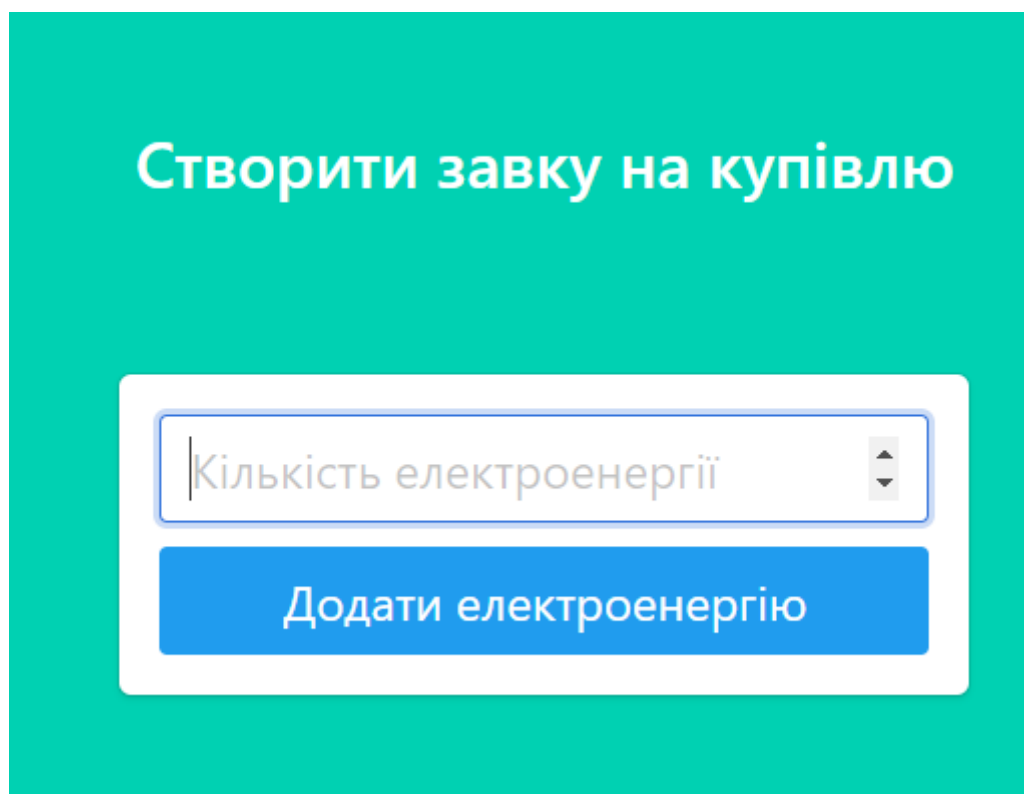 Створити завку на купівлю
Кількість електроенергії
Додати електроенергію